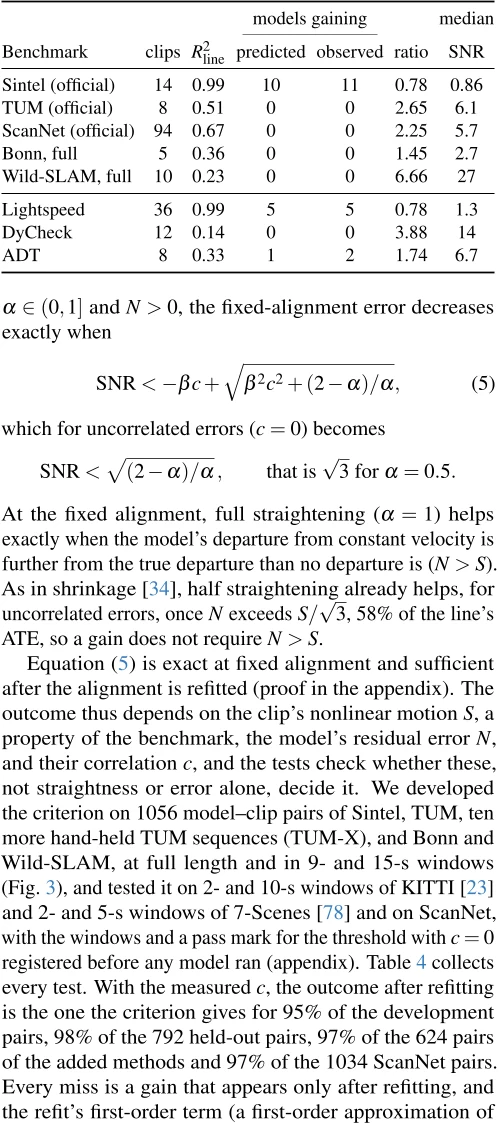 models gaining median
Benchmark clips R²line predicted observed ratio SNR
Sintel (official) 14 0.99 10 11 0.78 0.86
TUM (official) 8 0.51 0 0 2.65 6.1
ScanNet (official) 94 0.67 0 0 2.25 5.7
Bonn, full 5 0.36 0 0 1.45 2.7
Wild-SLAM, full 10 0.23 0 0 6.66 27
Lightspeed 36 0.99 5 5 0.78 1.3
DyCheck 12 0.14 0 0 3.88 14
ADT 8 0.33 1 2 1.74 6.7
α ∈ (0,1] and N > 0, the fixed-alignment error decreases
exactly when
SNR < −βc + √(β²c² + (2 − α)/α), (5)
which for uncorrelated errors (c = 0) becomes
SNR < √((2 − α)/α), that is √3 for α = 0.5.
At the fixed alignment, full straightening (α = 1) helps
exactly when the model's departure from constant velocity is
further from the true departure than no departure is (N > S).
As in shrinkage [34], half straightening already helps, for
uncorrelated errors, once N exceeds S/√3, 58% of the line's
ATE, so a gain does not require N > S.
Equation (5) is exact at fixed alignment and sufficient
after the alignment is refitted (proof in the appendix). The
outcome thus depends on the clip's nonlinear motion S, a
property of the benchmark, the model's residual error N,
and their correlation c, and the tests check whether these,
not straightness or error alone, decide it. We developed
the criterion on 1056 model–clip pairs of Sintel, TUM, ten
more hand-held TUM sequences (TUM-X), and Bonn and
Wild-SLAM, at full length and in 9- and 15-s windows
(Fig. 3), and tested it on 2- and 10-s windows of KITTI [23]
and 2- and 5-s windows of 7-Scenes [78] and on ScanNet,
with the windows and a pass mark for the threshold with c = 0
registered before any model ran (appendix). Table 4 collects
every test. With the measured c, the outcome after refitting
is the one the criterion gives for 95% of the development
pairs, 98% of the 792 held-out pairs, 97% of the 624 pairs
of the added methods and 97% of the 1034 ScanNet pairs.
Every miss is a gain that appears only after refitting, and
the refit's first-order term (a first-order approximation of